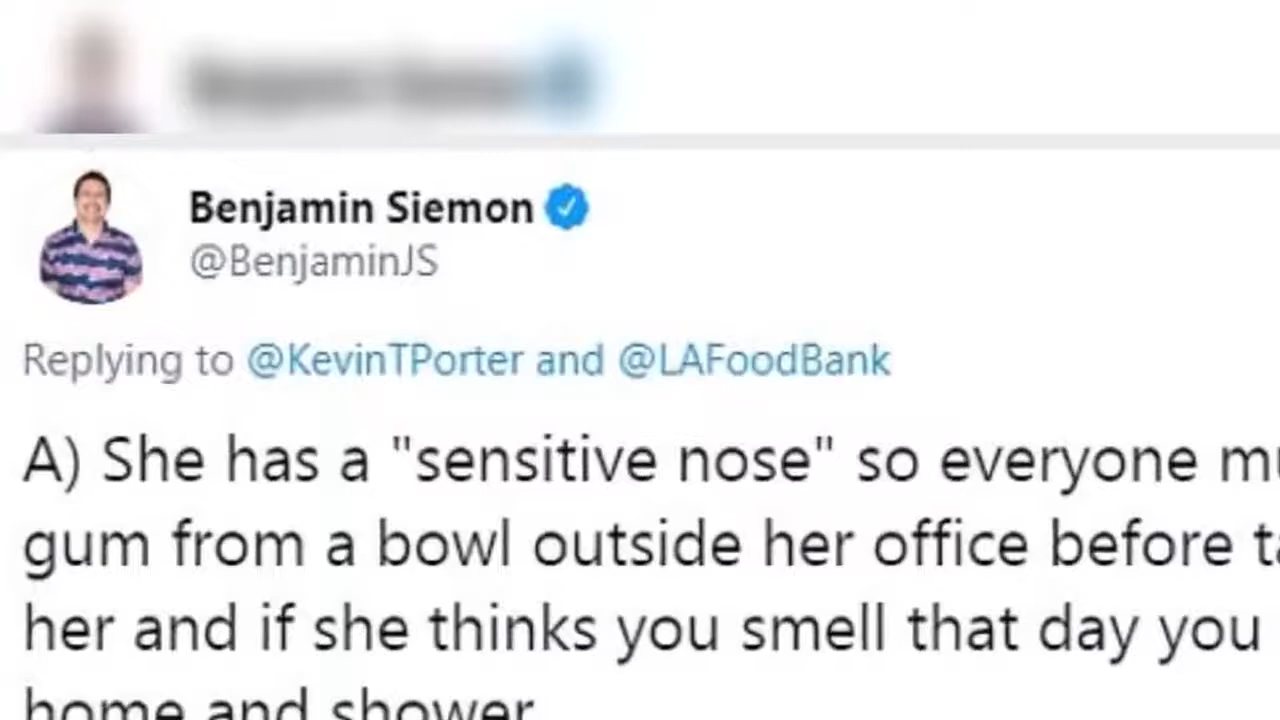 Benjamin Siemon
@BenjaminJS
Replying to @KevinTPorter and @LAFoodBank
A) She has a "sensitive nose" so everyone
gum from a bowl outside her office before
her and if she thinks you smell that day you
home and shower